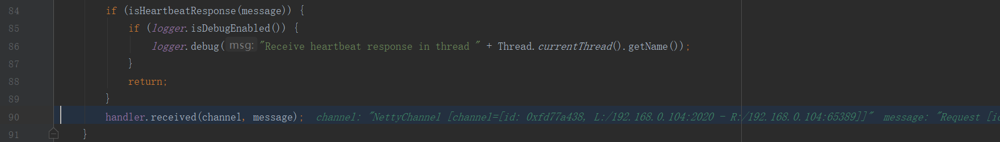 84 if (isHeartbeatResponse(message)) {
85 if (logger.isDebugEnabled()) {
86 logger.debug( msg: "Receive heartbeat response in thread " + Thread.currentThread().getName());
87 }
88 return;
89 }
90 handler.received(channel, message); channel: "NettyChannel [channel=[id: 0xfd77a438, L:/192.168.0.104:2020 - R:/192.168.0.104:65389]]" message: "Request [
91 }